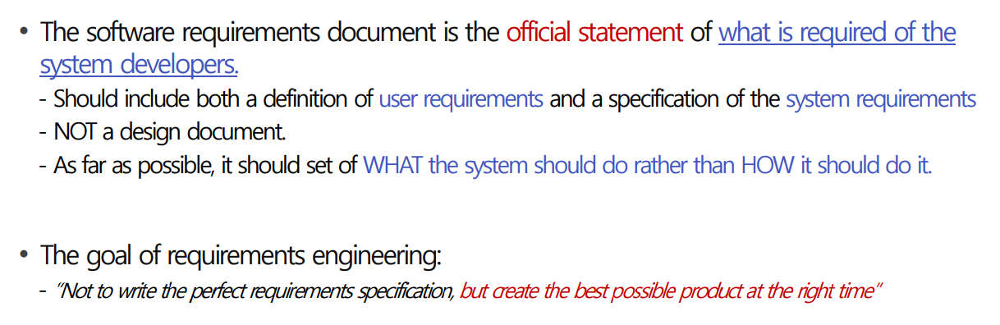 • The software requirements document is the official statement of what is required of the
system developers.
- Should include both a definition of user requirements and a specification of the system requirements
- NOT a design document.
- As far as possible, it should set of WHAT the system should do rather than HOW it should do it.
• The goal of requirements engineering:
- “Not to write the perfect requirements specification, but create the best possible product at the right time”